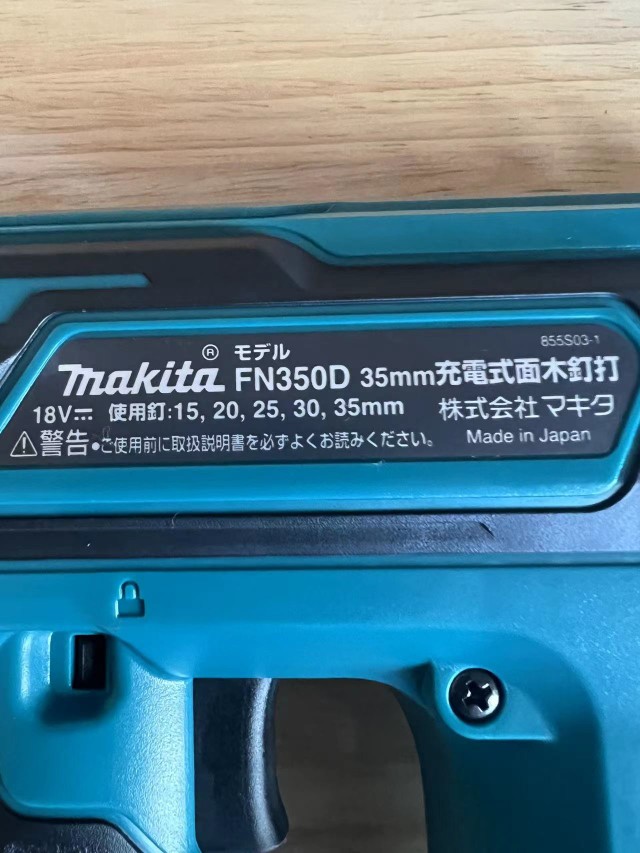 855S03-1
makita® モデル FN350D 35mm充電式面木釘打
18V⎓ 使用釘:15, 20, 25, 30, 35mm 株式会社マキタ
⚠警告 •ご使用前に取扱説明書を必ずよくお読みください。 Made in Japan